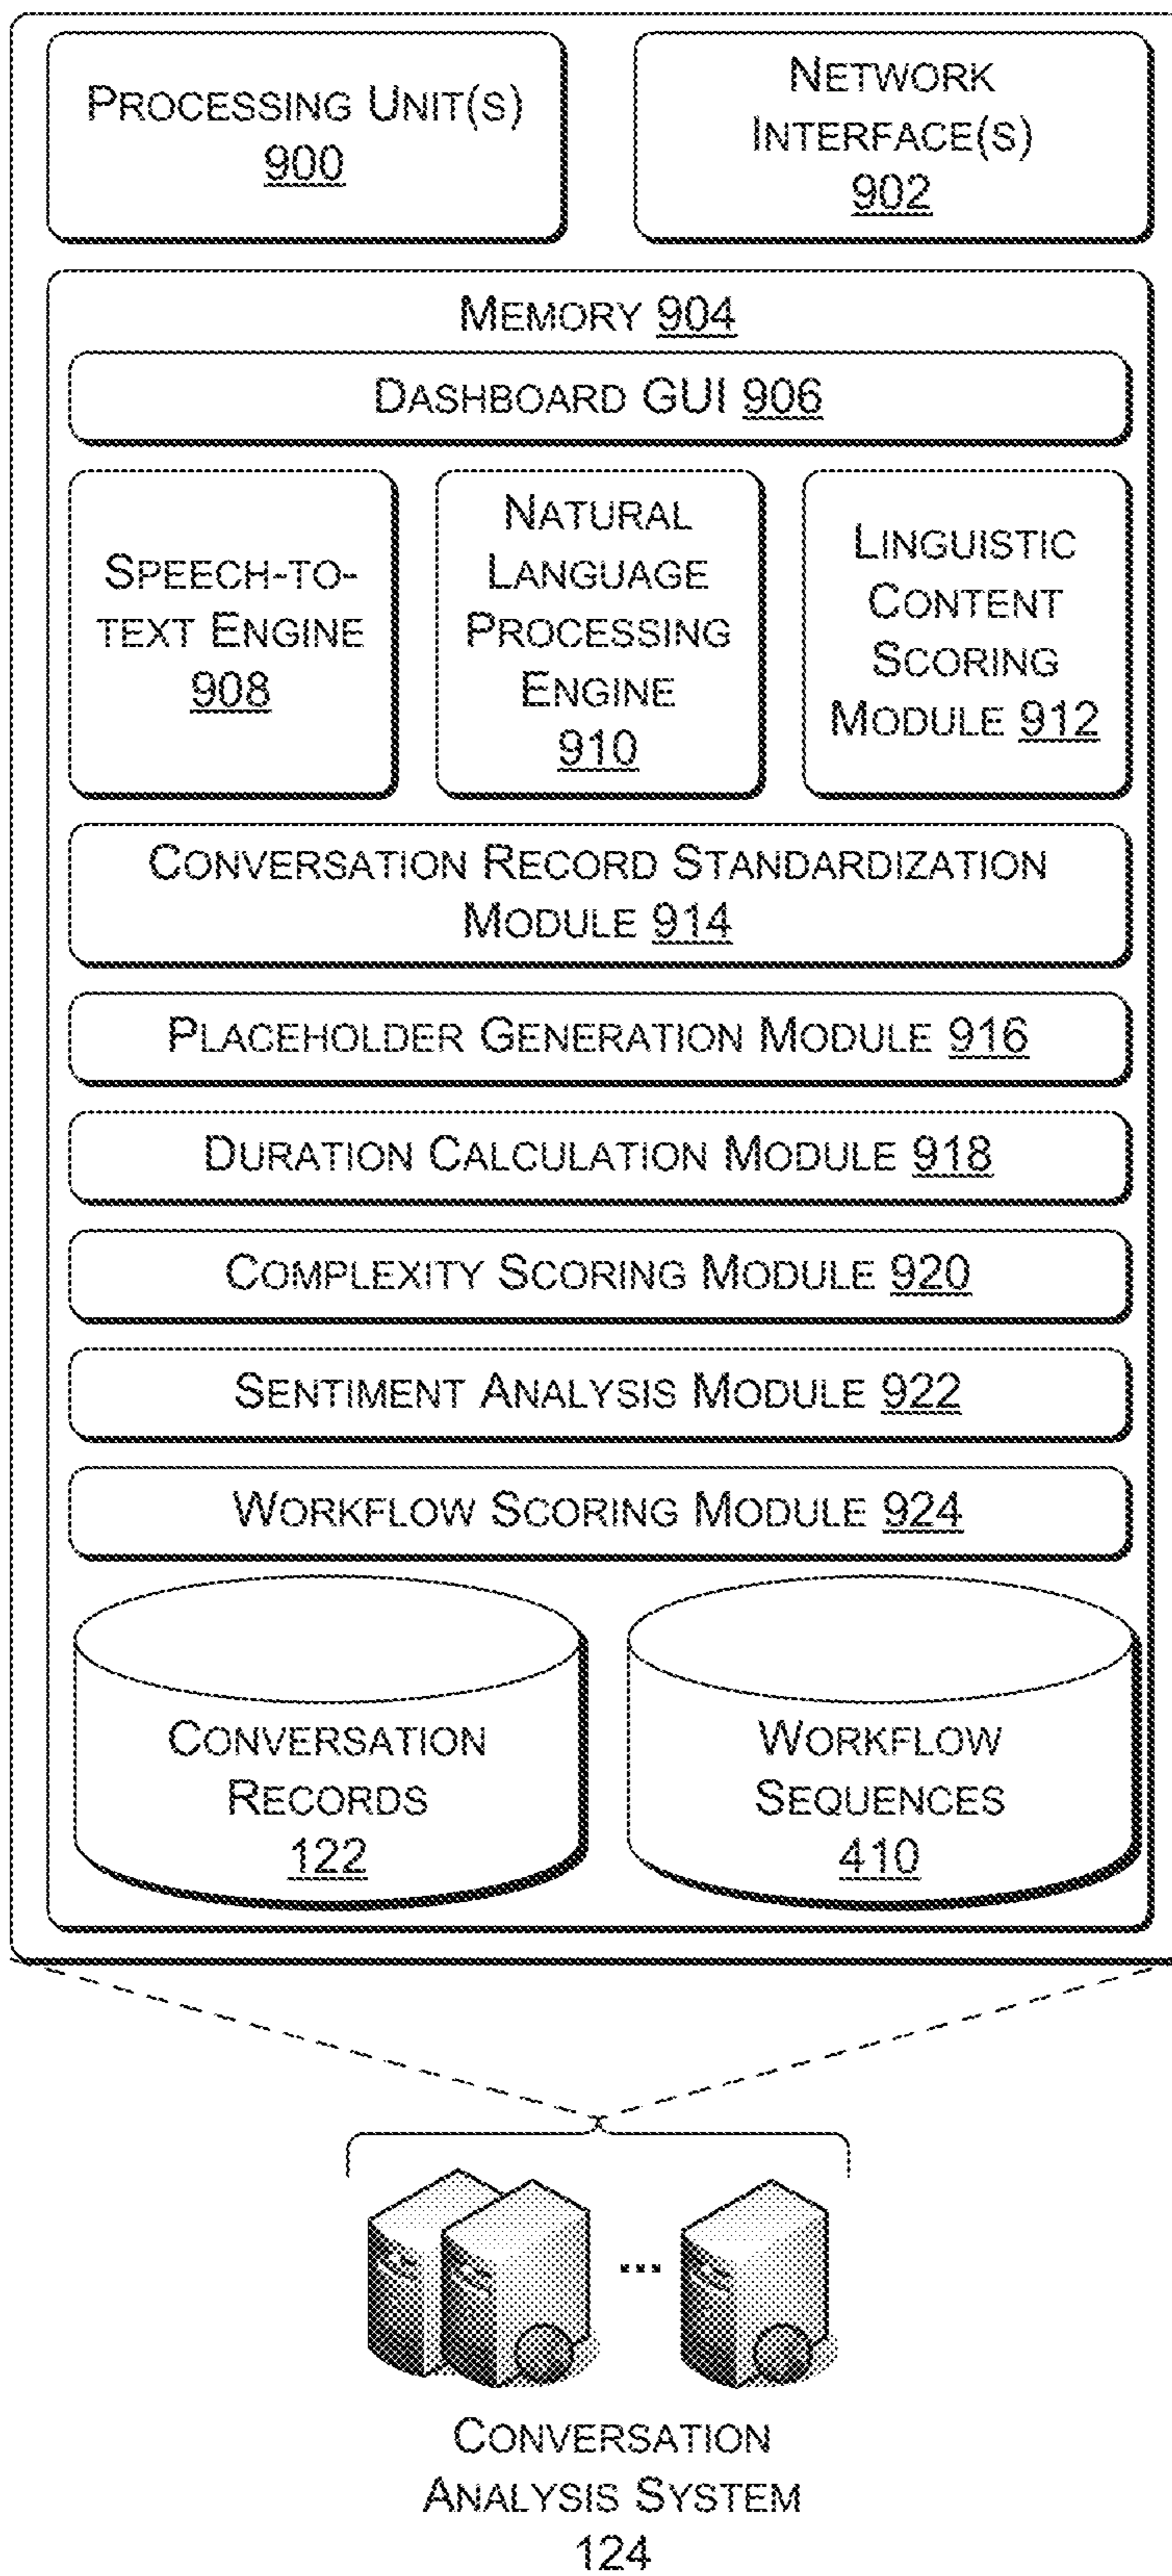 PROCESSING UNIT(S)
900
NETWORK
INTERFACE(S)
902
MEMORY 904
DASHBOARD GUI 906
SPEECH-TO-
TEXT ENGINE
908
NATURAL
LANGUAGE
PROCESSING
ENGINE
910
LINGUISTIC
CONTENT
SCORING
MODULE 912
CONVERSATION RECORD STANDARDIZATION
MODULE 914
PLACEHOLDER GENERATION MODULE 916
DURATION CALCULATION MODULE 918
COMPLEXITY SCORING MODULE 920
SENTIMENT ANALYSIS MODULE 922
WORKFLOW SCORING MODULE 924
CONVERSATION
RECORDS
122
WORKFLOW
SEQUENCES
410
...
CONVERSATION
ANALYSIS SYSTEM
124